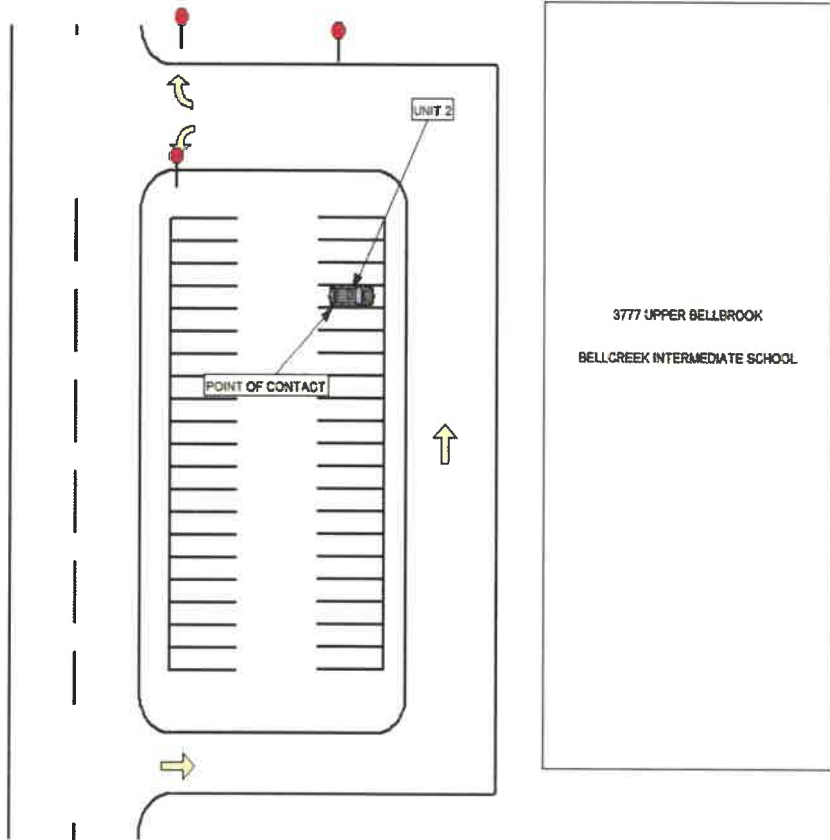 UNIT 2
3777 UPPER BELLBROOK
BELLCREEK INTERMEDIATE SCHOOL
POINT OF CONTACT